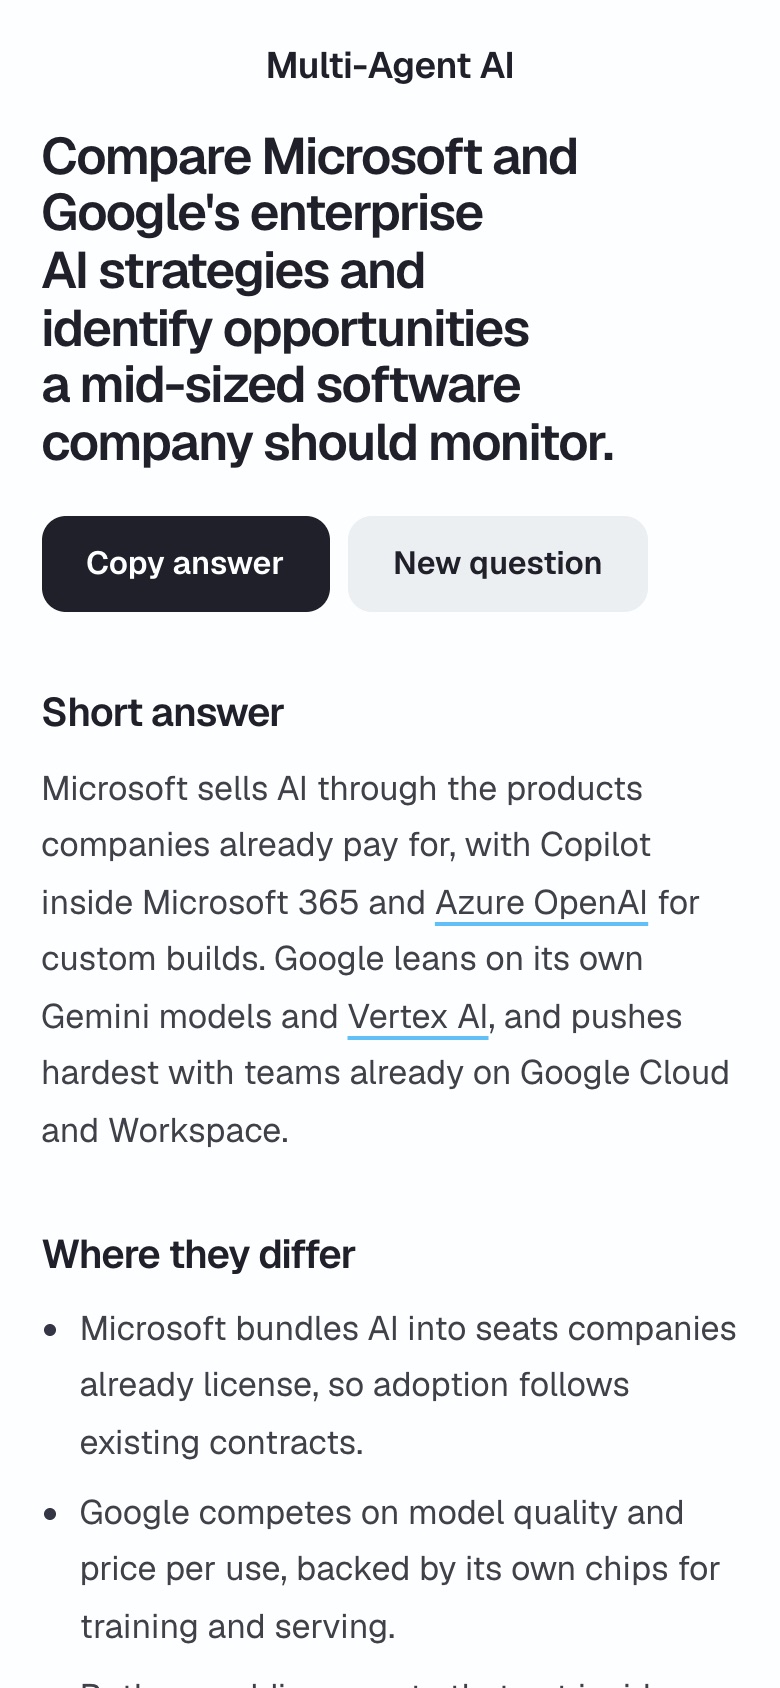 Multi-Agent AI
Compare Microsoft and
Google's enterprise
AI strategies and
identify opportunities
a mid-sized software
company should monitor.
Copy answer
New question
Short answer
Microsoft sells AI through the products
companies already pay for, with Copilot
inside Microsoft 365 and Azure OpenAI for
custom builds. Google leans on its own
Gemini models and Vertex AI, and pushes
hardest with teams already on Google Cloud
and Workspace.
Where they differ
• Microsoft bundles AI into seats companies
already license, so adoption follows
existing contracts.
• Google competes on model quality and
price per use, backed by its own chips for
training and serving.